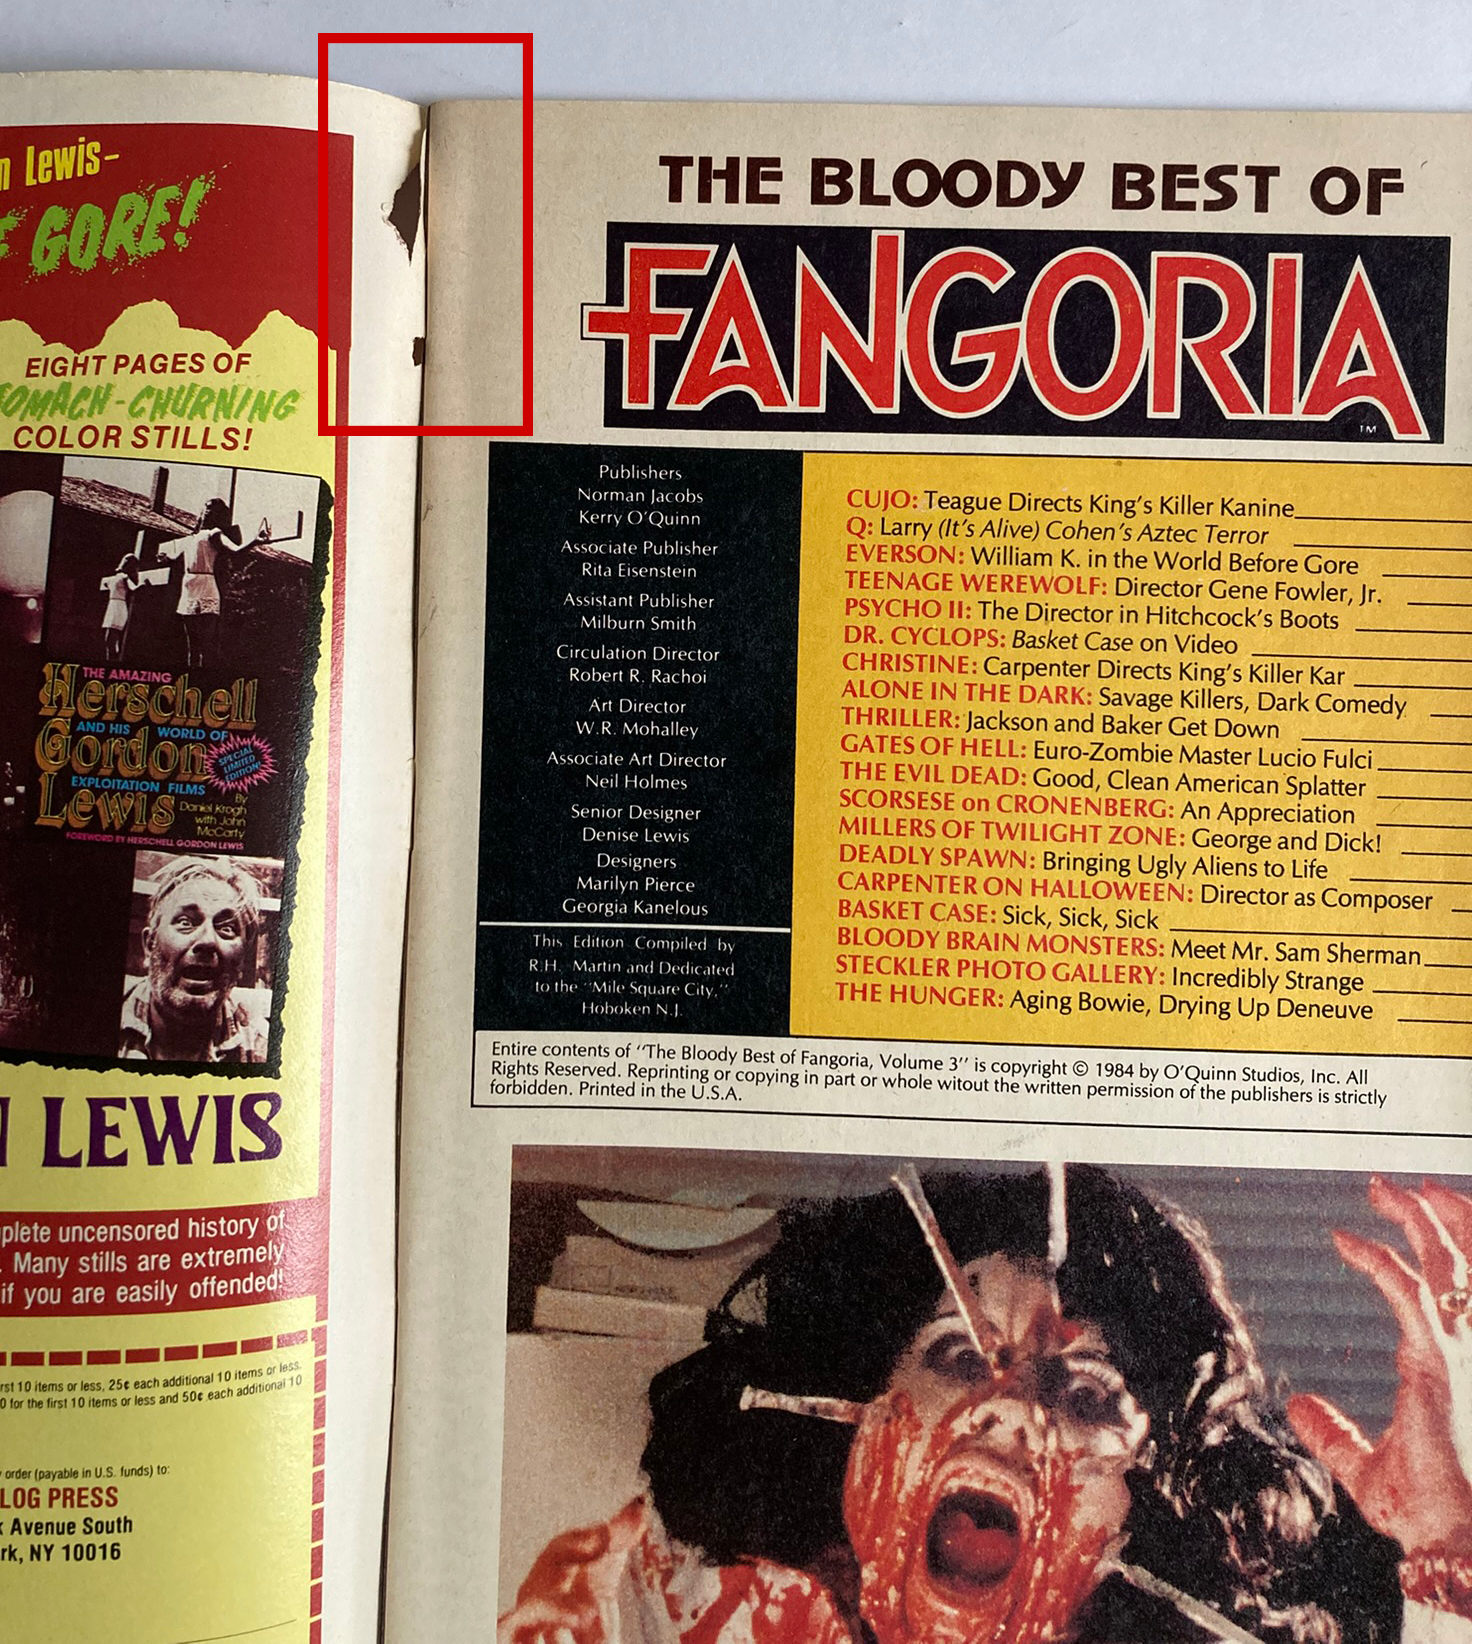 n Lewis-
GORE!
EIGHT PAGES OF
OMACH-CHURNING
COLOR STILLS!
THE AMAZING
Herschell
AND HIS WORLD OF
Gordon
SPECIAL
LIMITED
EDITION!
EXPLOITATION FILMS
Lewis
By
Daniel Krogh
with John
McCarty
FOREWORD BY HERSCHELL GORDON LEWIS
LEWIS
plete uncensored history of
. Many stills are extremely
if you are easily offended!
rst 10 items or less, 25¢ each additional 10 items or less.
0 for the first 10 items or less and 50¢ each additional 10
order (payable in U.S. funds) to:
LOG PRESS
k Avenue South
rk, NY 10016
THE BLOODY BEST OF
FANGORIA
TM
Publishers
Norman Jacobs
Kerry O'Quinn
Associate Publisher
Rita Eisenstein
Assistant Publisher
Milburn Smith
Circulation Director
Robert R. Rachoi
Art Director
W.R. Mohalley
Associate Art Director
Neil Holmes
Senior Designer
Denise Lewis
Designers
Marilyn Pierce
Georgia Kanelous
This Edition Compiled by
R.H. Martin and Dedicated
to the "Mile Square City,"
Hoboken N.J.
CUJO: Teague Directs King's Killer Kanine
Q: Larry (It's Alive) Cohen's Aztec Terror
EVERSON: William K. in the World Before Gore
TEENAGE WEREWOLF: Director Gene Fowler, Jr.
PSYCHO II: The Director in Hitchcock's Boots
DR. CYCLOPS: Basket Case on Video
CHRISTINE: Carpenter Directs King's Killer Kar
ALONE IN THE DARK: Savage Killers, Dark Comedy
THRILLER: Jackson and Baker Get Down
GATES OF HELL: Euro-Zombie Master Lucio Fulci
THE EVIL DEAD: Good, Clean American Splatter
SCORSESE on CRONENBERG: An Appreciation
MILLERS OF TWILIGHT ZONE: George and Dick!
DEADLY SPAWN: Bringing Ugly Aliens to Life
CARPENTER ON HALLOWEEN: Director as Composer
BASKET CASE: Sick, Sick, Sick
BLOODY BRAIN MONSTERS: Meet Mr. Sam Sherman
STECKLER PHOTO GALLERY: Incredibly Strange
THE HUNGER: Aging Bowie, Drying Up Deneuve
Entire contents of "The Bloody Best of Fangoria, Volume 3" is copyright © 1984 by O'Quinn Studios, Inc. All
Rights Reserved. Reprinting or copying in part or whole witout the written permission of the publishers is strictly
forbidden. Printed in the U.S.A.